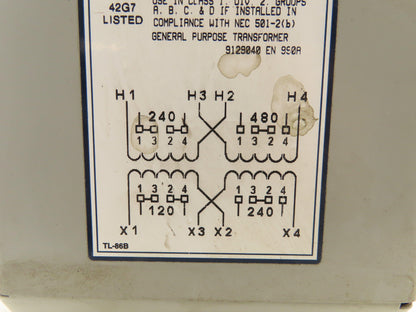 USE IN CLASS 1, DIV. 2, GROUPS
42G7 A, B, C, & D IF INSTALLED IN
LISTED COMPLIANCE WITH NEC 501-2(b)
GENERAL PURPOSE TRANSFORMER
9129040 EN 990A
H1 H3 H2 H4
240 480
1 3 2 4 1 3 2 4
1 3 2 4 1 3 2 4
120 240
X1 X3 X2 X4
TL-86B